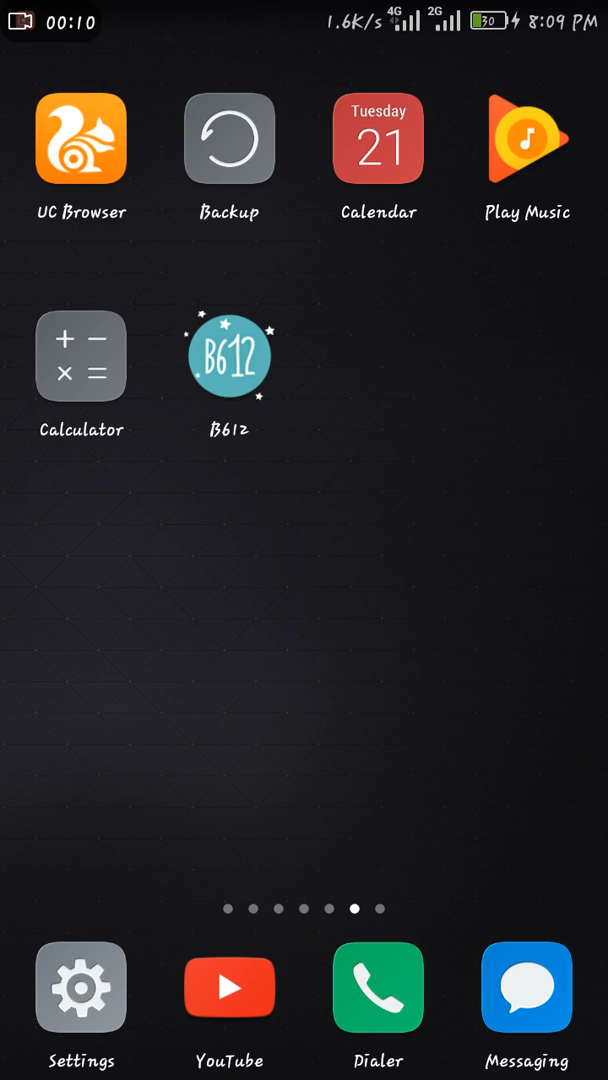 00:10 1.6K/s 4G 2G 30 8:09 PM
Tuesday
21
UC Browser Backup Calendar Play Music
+ −
× =
B612
Calculator B612
Settings YouTube Dialer Messaging